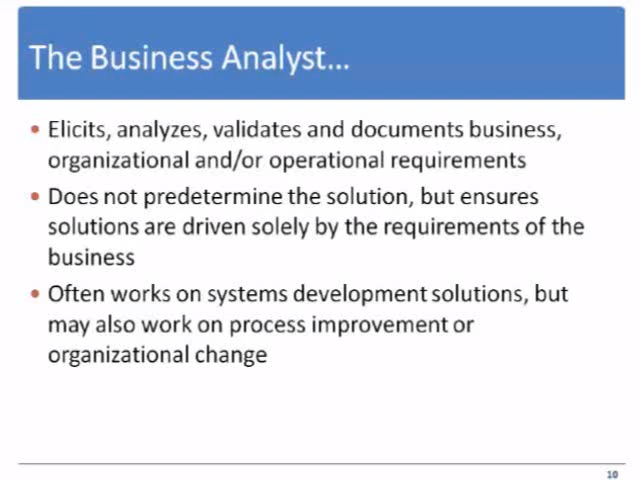 The Business Analyst...
• Elicits, analyzes, validates and documents business,
organizational and/or operational requirements
• Does not predetermine the solution, but ensures
solutions are driven solely by the requirements of the
business
• Often works on systems development solutions, but
may also work on process improvement or
organizational change
10